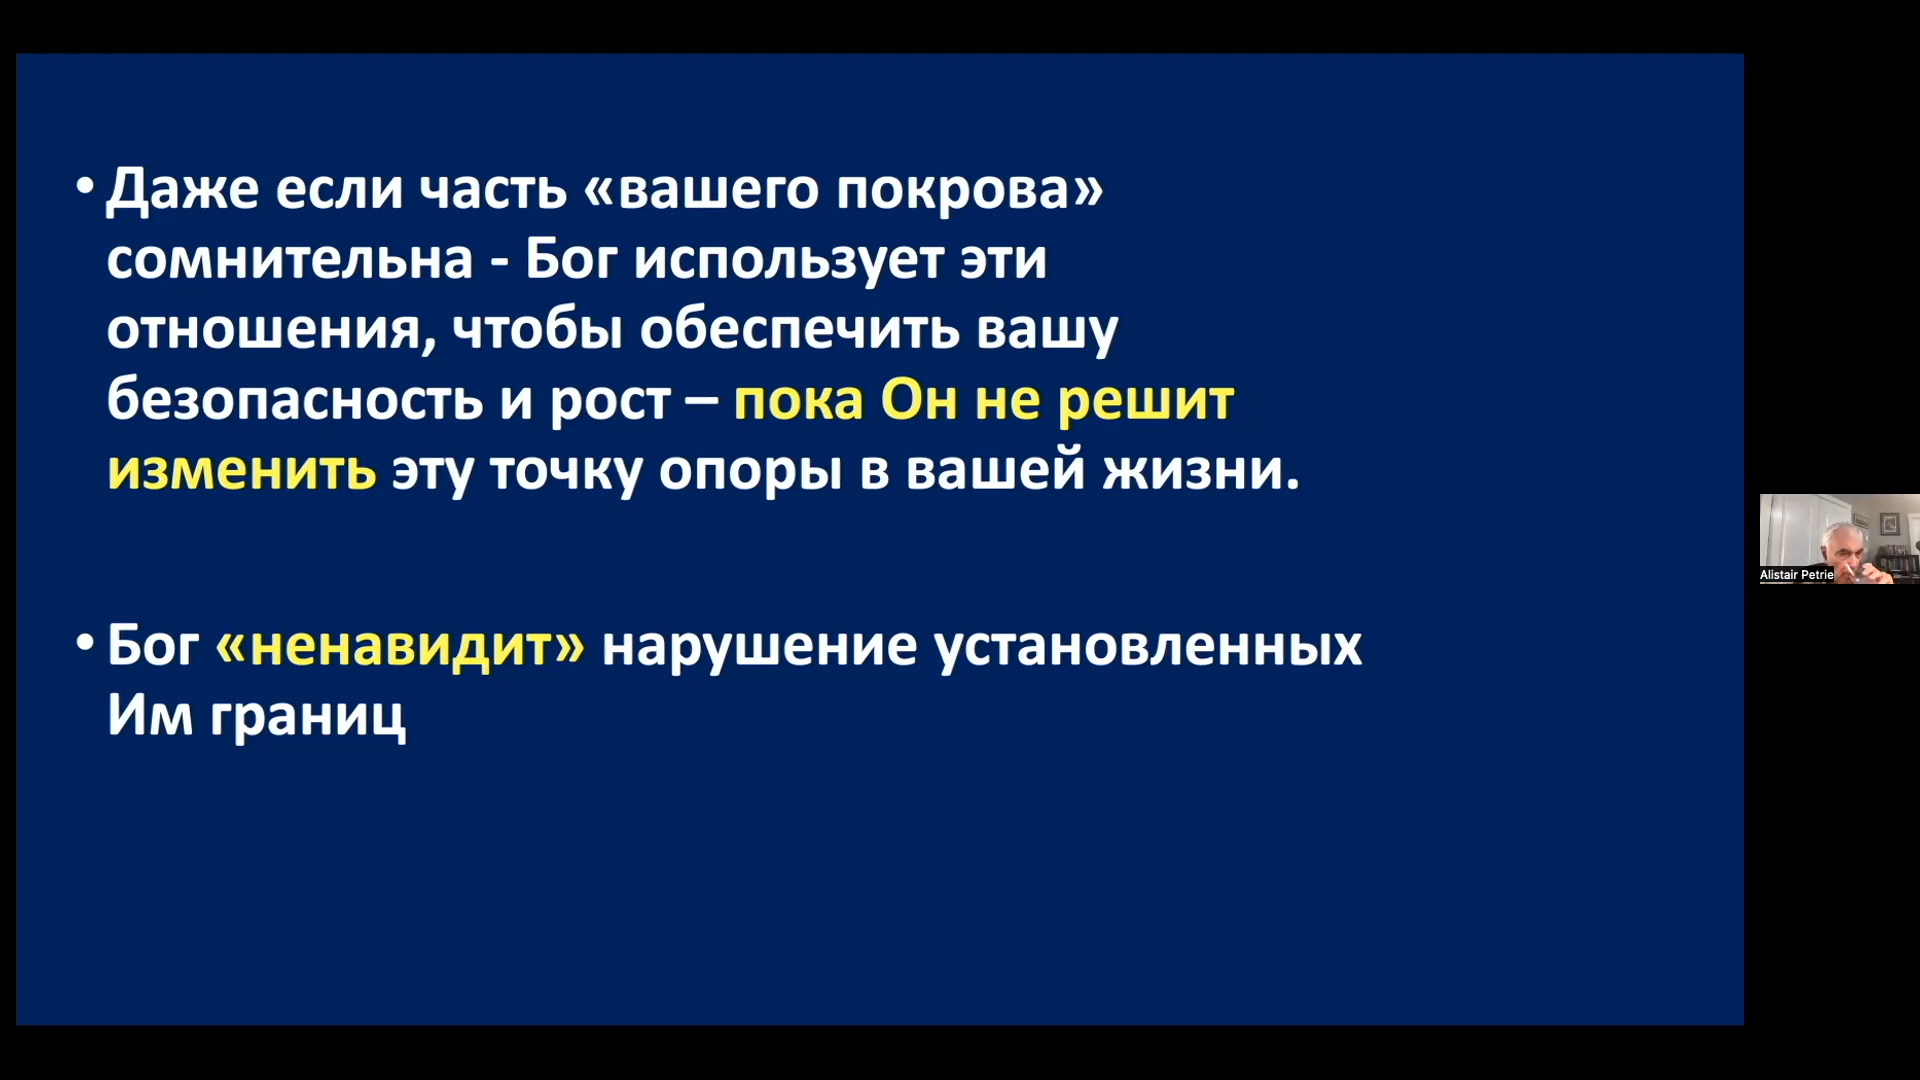 • Даже если часть «вашего покрова»
сомнительна - Бог использует эти
отношения, чтобы обеспечить вашу
безопасность и рост – пока Он не решит
изменить эту точку опоры в вашей жизни.
• Бог «ненавидит» нарушение установленных
Им границ
Alistair Petrie